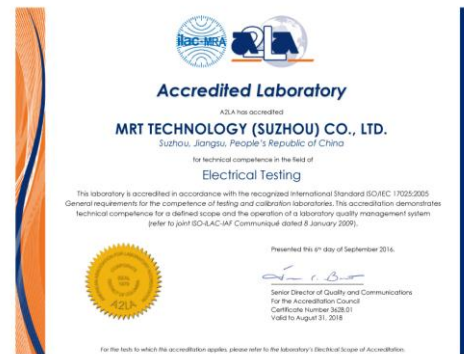 ilac-MRA
A2LA
Accredited Laboratory
A2LA has accredited
MRT TECHNOLOGY (SUZHOU) CO., LTD.
Suzhou, Jiangsu, People's Republic of China
for technical competence in the field of
Electrical Testing
This laboratory is accredited in accordance with the recognized International Standard ISO/IEC 17025:2005
General requirements for the competence of testing and calibration laboratories. This accreditation demonstrates
technical competence for a defined scope and the operation of a laboratory quality management system
(refer to joint ISO-ILAC-IAF Communiqué dated 8 January 2009).
Presented this 6th day of September 2016.
Senior Director of Quality and Communications
For the Accreditation Council
Certificate Number 3628.01
Valid to August 31, 2018
SEAL
1978
A2LA
For the tests to which this accreditation applies, please refer to the laboratory's Electrical Scope of Accreditation.